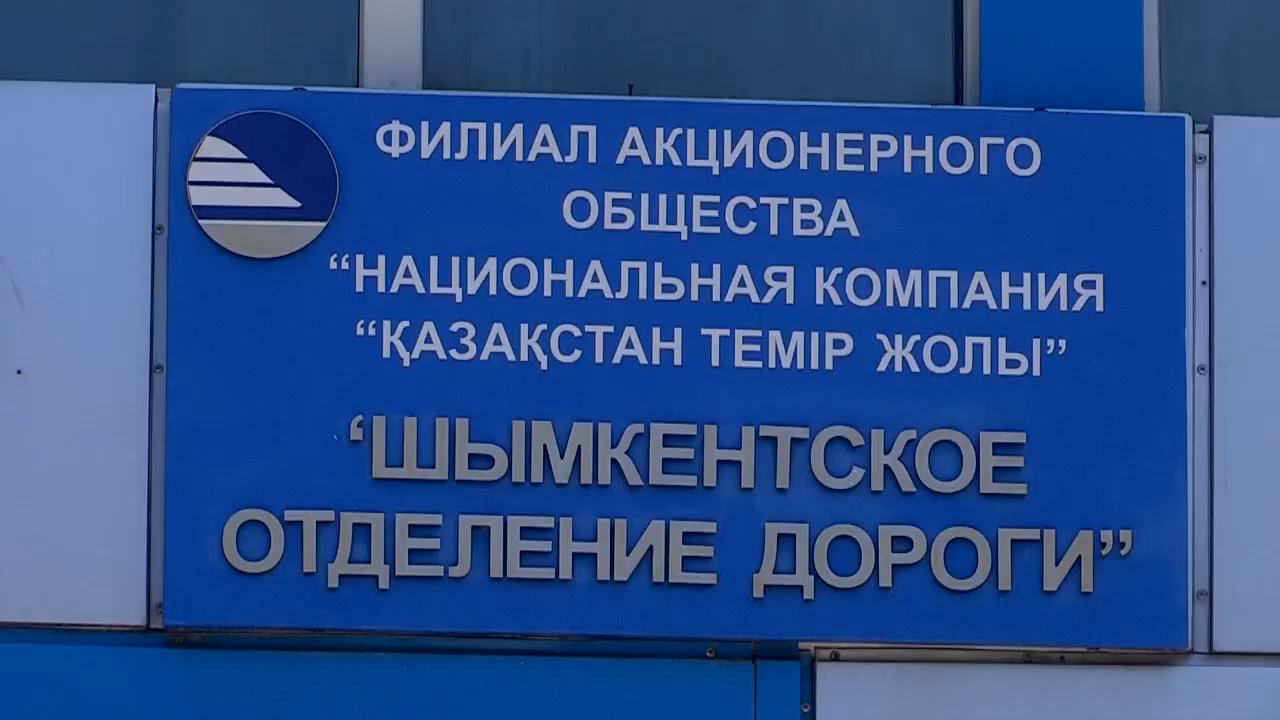 ФИЛИАЛ АКЦИОНЕРНОГО
ОБЩЕСТВА
“НАЦИОНАЛЬНАЯ КОМПАНИЯ
“ҚАЗАҚСТАН ТЕМІР ЖОЛЫ”
‘ШЫМКЕНТСКОЕ
ОТДЕЛЕНИЕ ДОРОГИ”